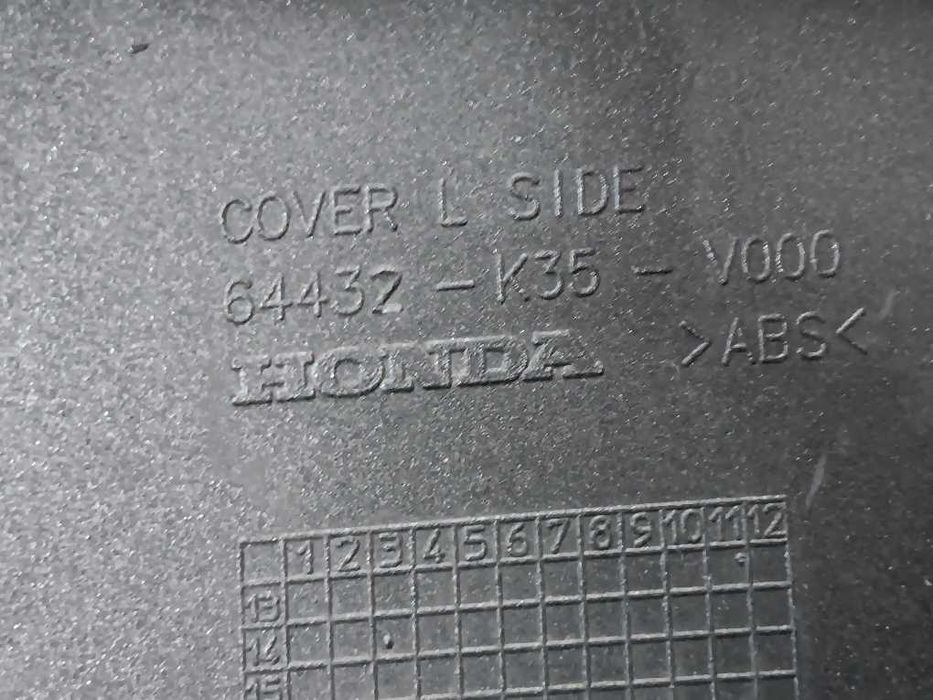 COVER L SIDE
64432 - K35 - V000
HONDA >ABS<
1 2 3 4 5 6 7 8 9 10 11 12
13
14
15